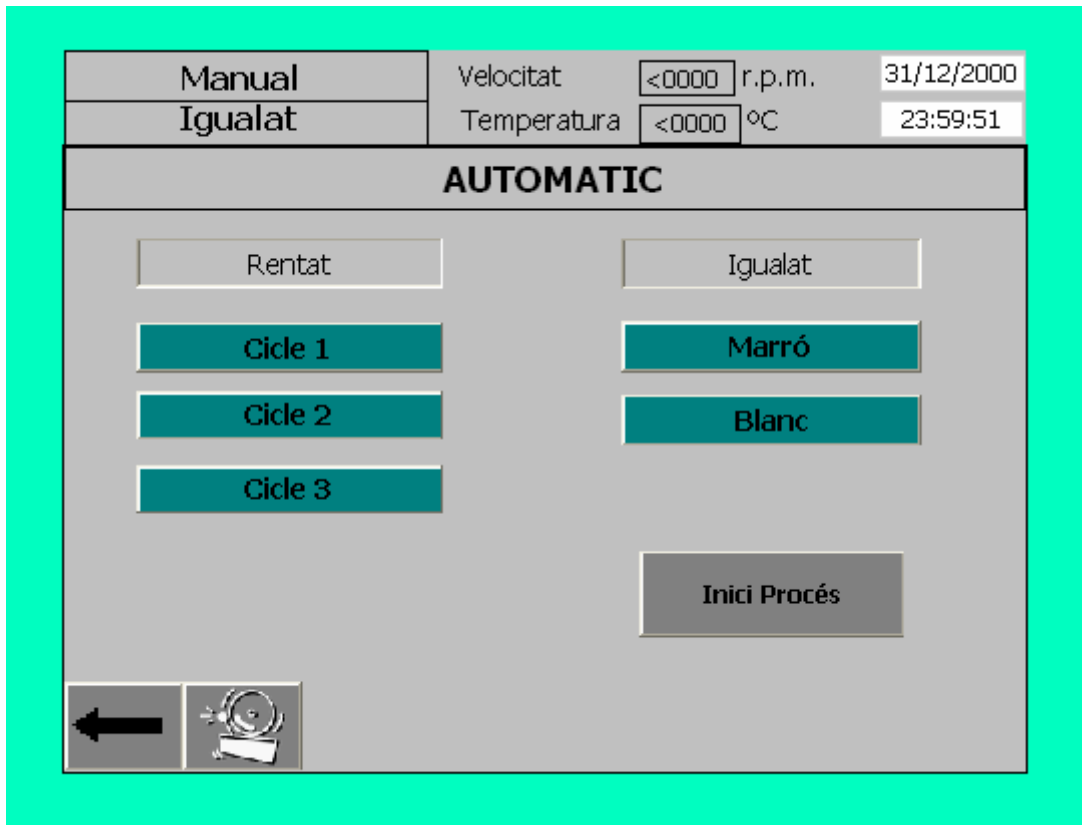 Manual Velocitat <0000 r.p.m. 31/12/2000
Igualat Temperatura <0000 ºC 23:59:51
AUTOMATIC
Rentat Igualat
Cicle 1 Marró
Cicle 2 Blanc
Cicle 3
Inici Procés